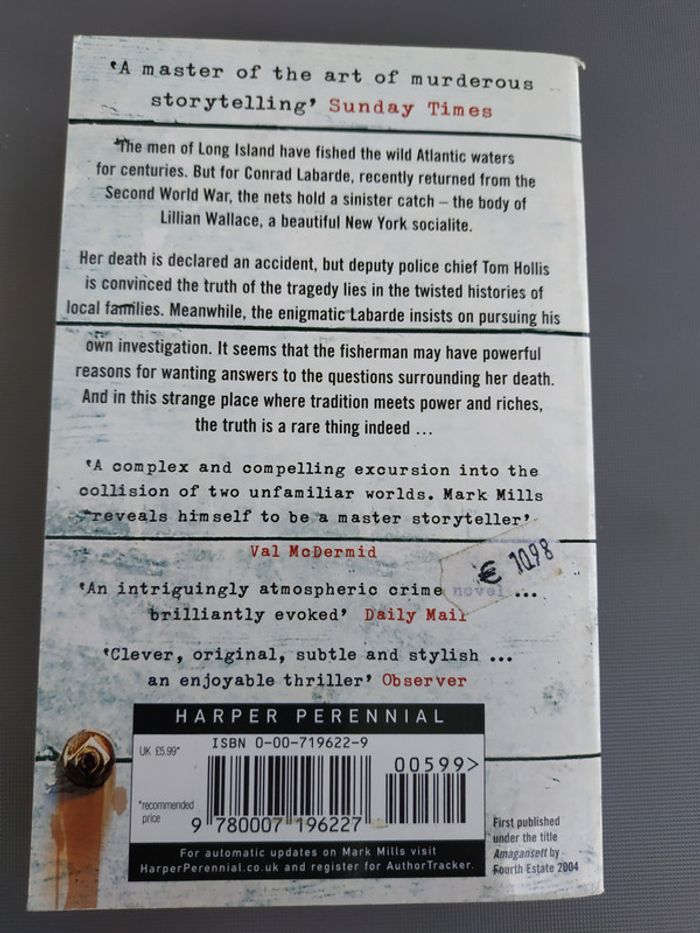 ‘A master of the art of murderous
storytelling’ Sunday Times
The men of Long Island have fished the wild Atlantic waters
for centuries. But for Conrad Labarde, recently returned from the
Second World War, the nets hold a sinister catch – the body of
Lillian Wallace, a beautiful New York socialite.
Her death is declared an accident, but deputy police chief Tom Hollis
is convinced the truth of the tragedy lies in the twisted histories of
local families. Meanwhile, the enigmatic Labarde insists on pursuing his
own investigation. It seems that the fisherman may have powerful
reasons for wanting answers to the questions surrounding her death.
And in this strange place where tradition meets power and riches,
the truth is a rare thing indeed ...
‘A complex and compelling excursion into the
collision of two unfamiliar worlds. Mark Mills
reveals himself to be a master storyteller’
Val McDermid
€ 10.98
‘An intriguingly atmospheric crime novel ...
brilliantly evoked’ Daily Mail
‘Clever, original, subtle and stylish ...
an enjoyable thriller’ Observer
HARPER PERENNIAL
UK £5.99*
ISBN 0-00-719622-9
00599>
*recommended
price
9 780007 196227
For automatic updates on Mark Mills visit
HarperPerennial.co.uk and register for AuthorTracker.
First published
under the title
Amagansett by
Fourth Estate 2004